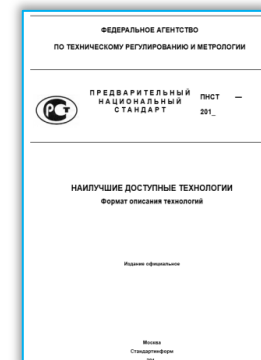 ФЕДЕРАЛЬНОЕ АГЕНТСТВО
ПО ТЕХНИЧЕСКОМУ РЕГУЛИРОВАНИЮ И МЕТРОЛОГИИ
ПРЕДВАРИТЕЛЬНЫЙ
НАЦИОНАЛЬНЫЙ
СТАНДАРТ
ПНСТ —
201_
РСТ
НАИЛУЧШИЕ ДОСТУПНЫЕ ТЕХНОЛОГИИ
Формат описания технологий
Издание официальное
Москва
Стандартинформ